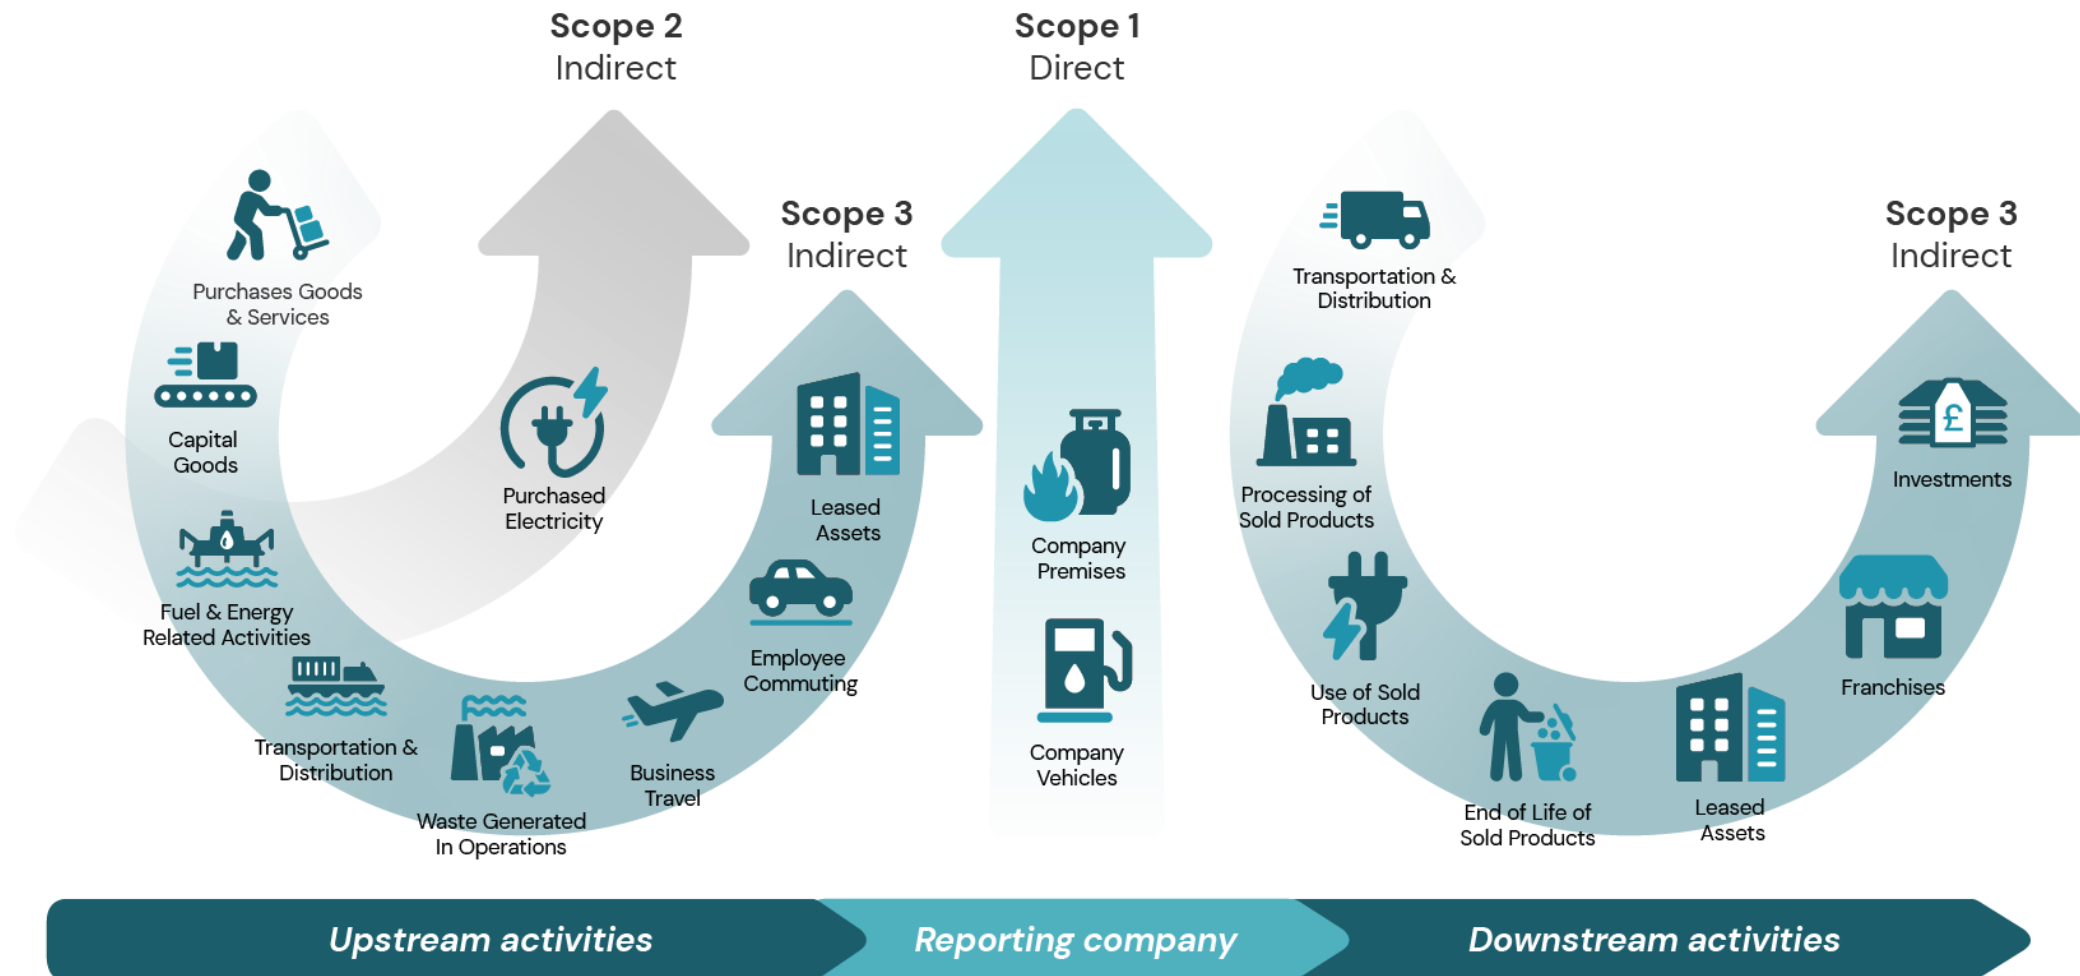 Scope 2
Indirect
Scope 1
Direct
Scope 3
Indirect
Scope 3
Indirect
Purchases Goods
& Services
Capital
Goods
Fuel & Energy
Related Activities
Transportation &
Distribution
Waste Generated
In Operations
Business
Travel
Employee
Commuting
Leased
Assets
Purchased
Electricity
Company
Premises
Company
Vehicles
Transportation &
Distribution
Processing of
Sold Products
Use of Sold
Products
End of Life of
Sold Products
Leased
Assets
Franchises
£
Investments
Upstream activities
Reporting company
Downstream activities